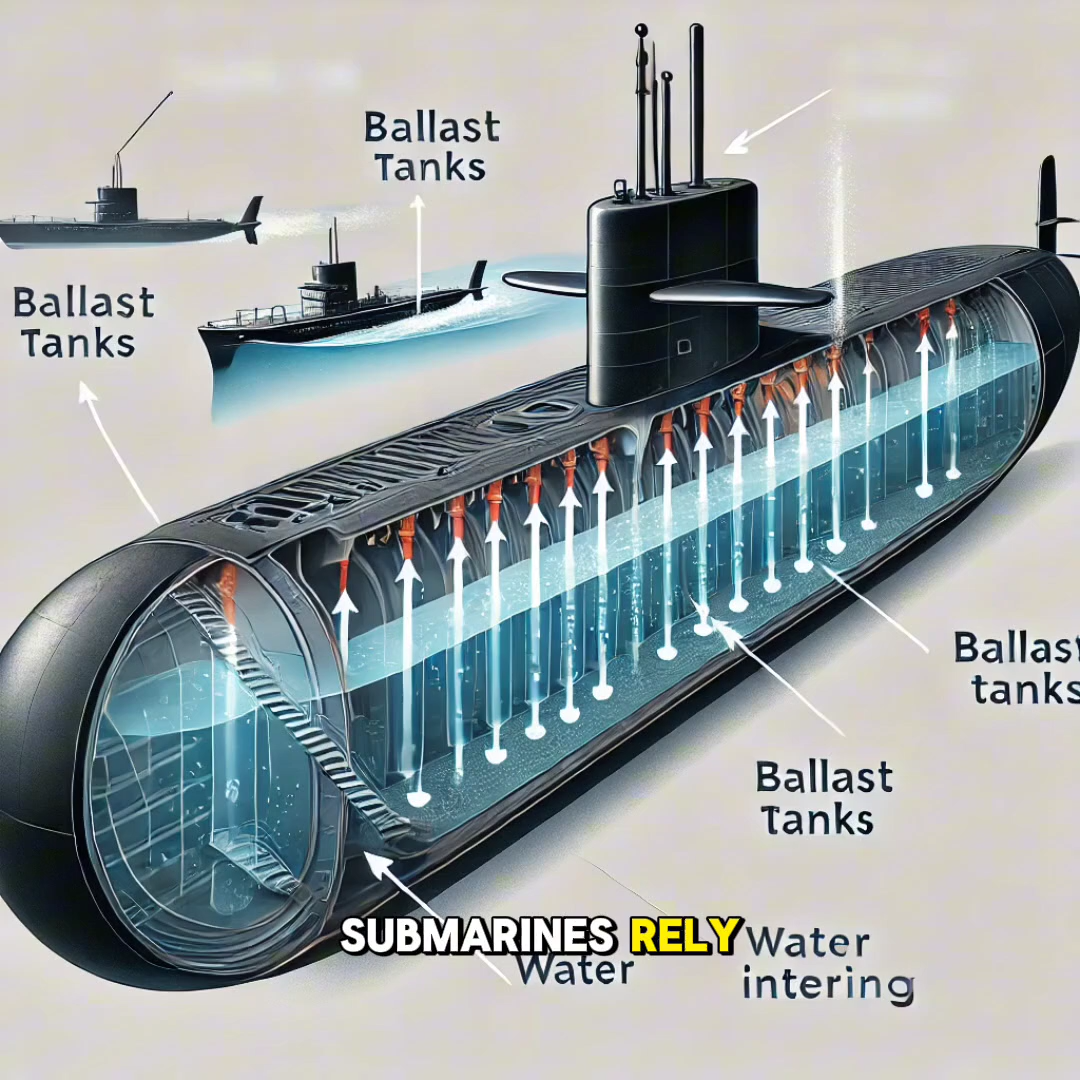 Ballast
Tanks
Ballast
Tanks
Ballast
tanks
Ballast
Tanks
SUBMARINES RELY
Water
Water
intering